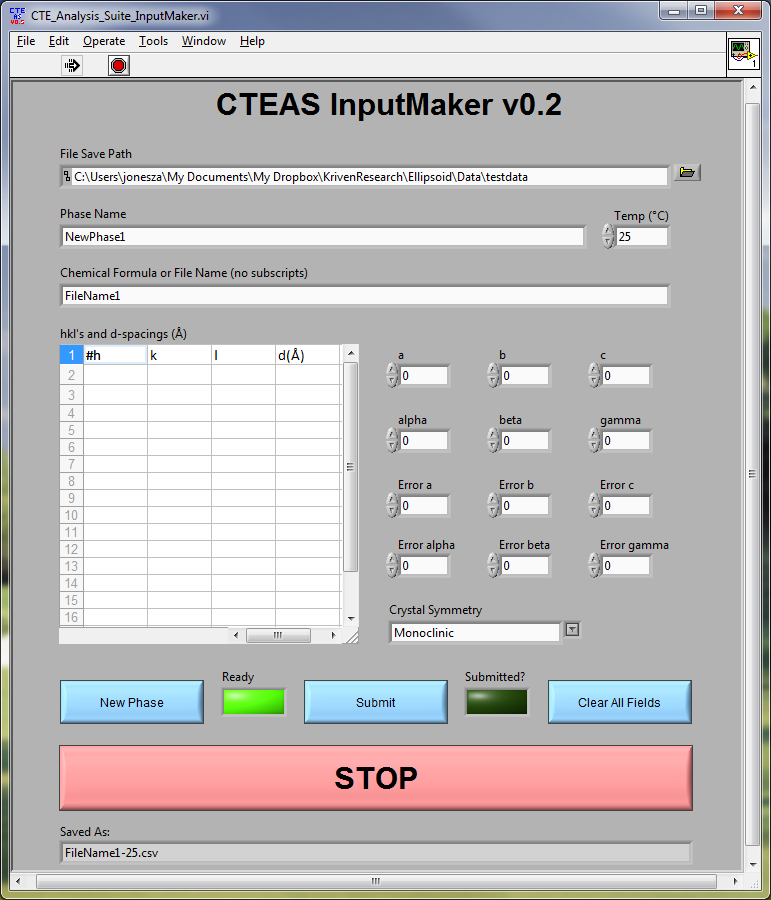 CTE AS v0.2
CTE_Analysis_Suite_InputMaker.vi
File Edit Operate Tools Window Help
1
CTEAS InputMaker v0.2
File Save Path
C:\Users\jonesza\My Documents\My Dropbox\KrivenResearch\Ellipsoid\Data\testdata
Phase Name
Temp (°C)
NewPhase1
25
Chemical Formula or File Name (no subscripts)
FileName1
hkl's and d-spacings (Å)
1 #h k l d(Å)
2
3
4
5
6
7
8
9
10
11
12
13
14
15
16
a b c
0 0 0
alpha beta gamma
0 0 0
Error a Error b Error c
0 0 0
Error alpha Error beta Error gamma
0 0 0
Crystal Symmetry
Monoclinic
Ready
Submitted?
New Phase
Submit
Clear All Fields
STOP
Saved As:
FileName1-25.csv